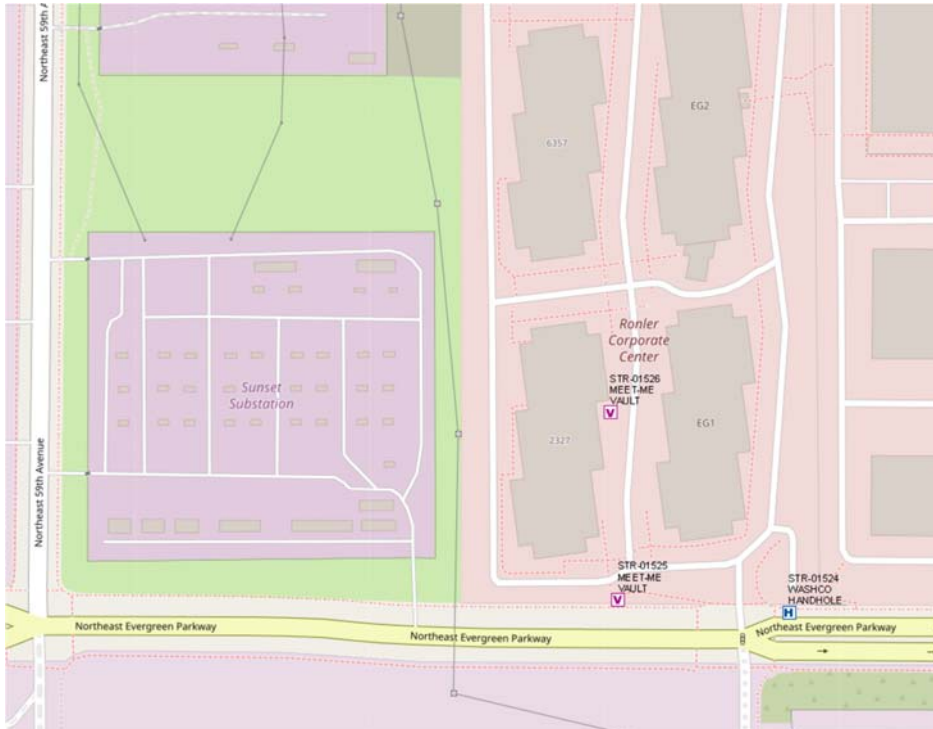 Northeast 59th A
6357
EG2
Ronler
Corporate
Center
STR-01526
MEET-ME
VAULT
V
Sunset
Substation
2327
EG1
Northeast 59th Avenue
STR-01525
MEET-ME
VAULT
V
STR-01524
WASHCO
HANDHOLE
H
Northeast Evergreen Parkway
Northeast Evergreen Parkway
Northeast Evergreen Parkway